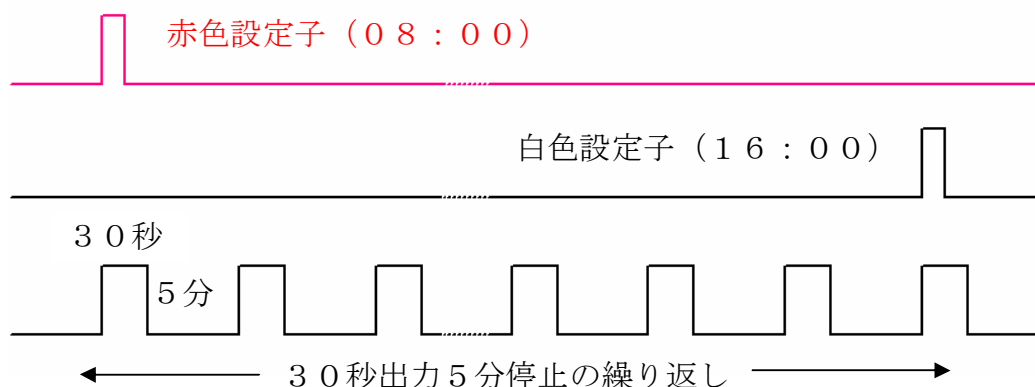 赤色設定子（０８：００）
白色設定子（１６：００）
３０秒
５分
３０秒出力５分停止の繰り返し